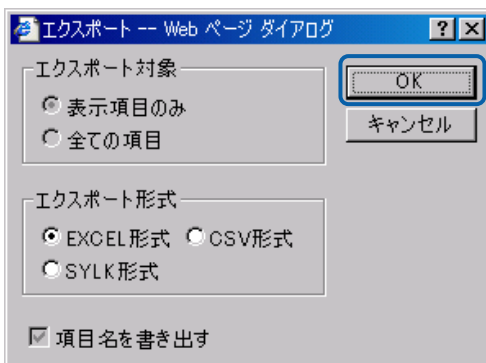 エクスポート -- Web ページ ダイアログ
エクスポート対象
表示項目のみ
全ての項目
OK
キャンセル
エクスポート形式
EXCEL形式 CSV形式
SYLK形式
項目名を書き出す